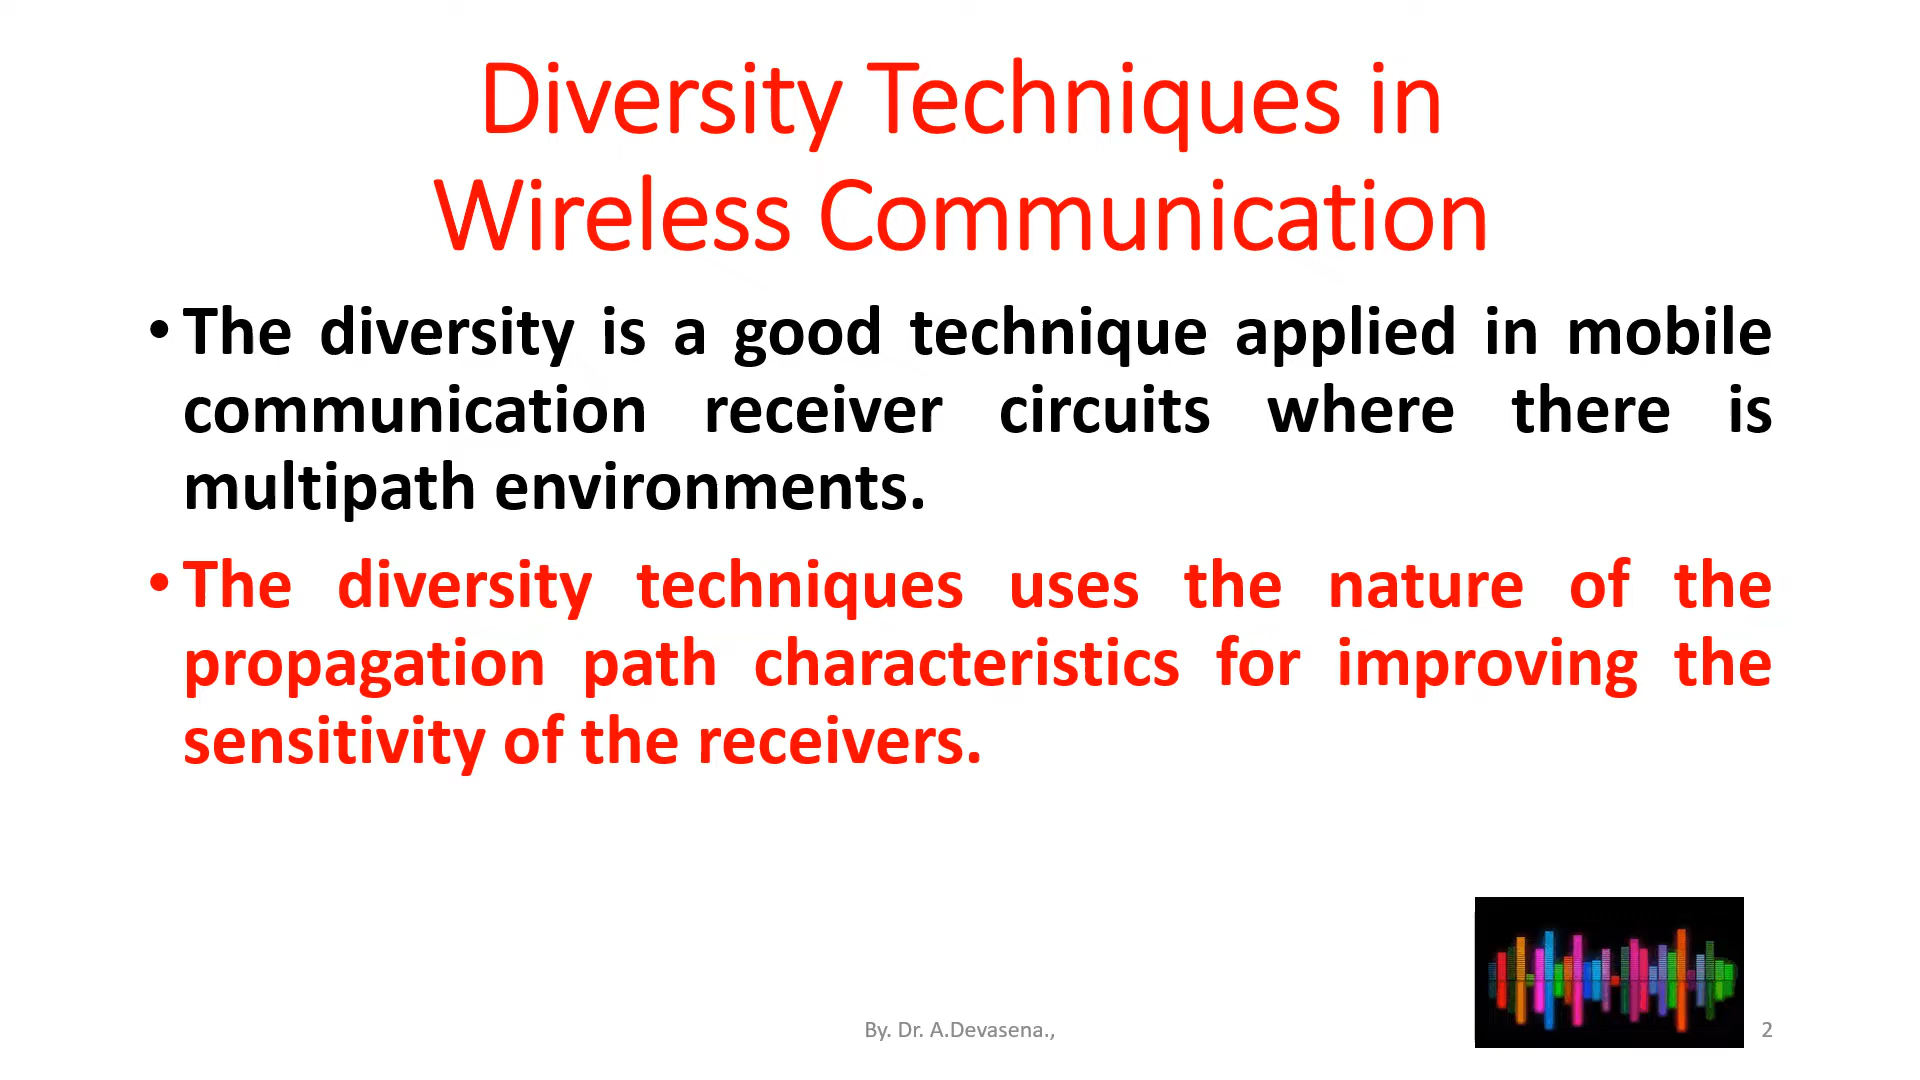 Diversity Techniques in
Wireless Communication
• The diversity is a good technique applied in mobile
communication receiver circuits where there is
multipath environments.
• The diversity techniques uses the nature of the
propagation path characteristics for improving the
sensitivity of the receivers.
By. Dr. A.Devasena.,
2